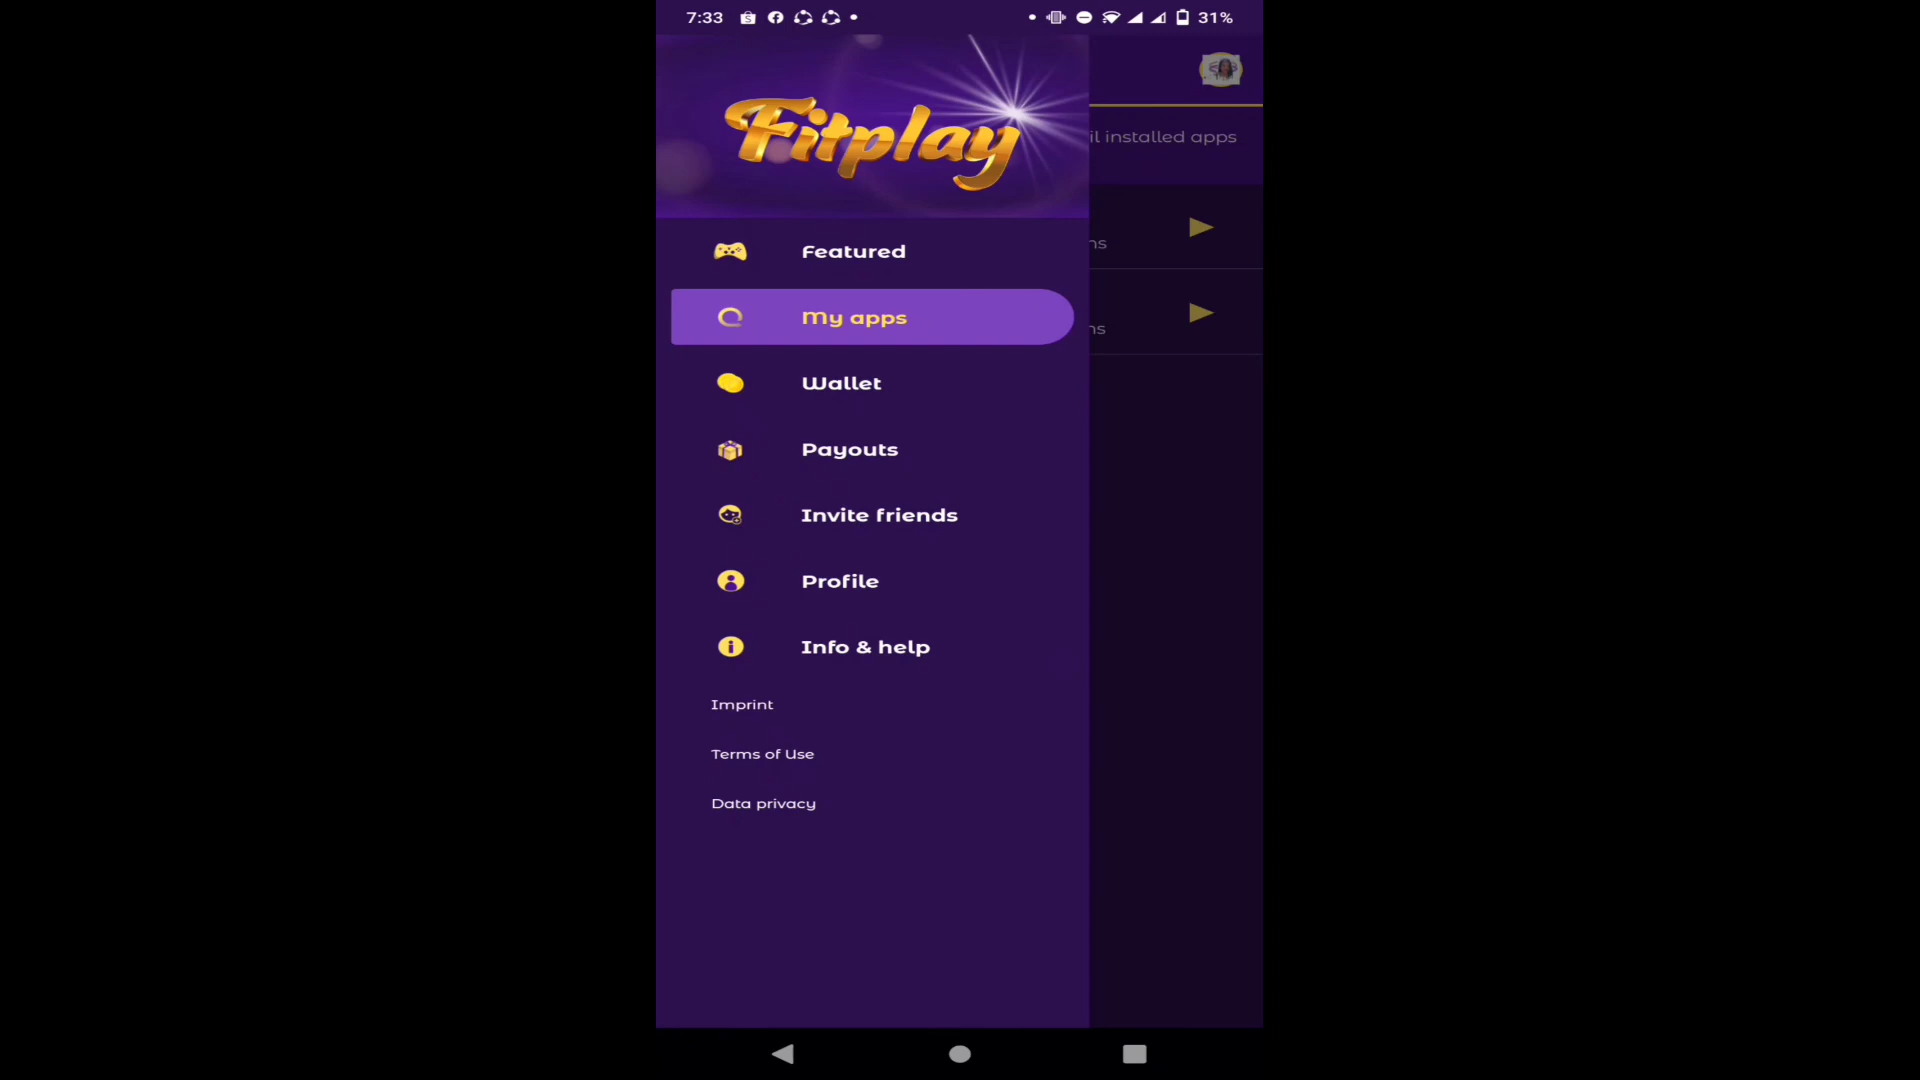 7:33
31%
Fitplay
il installed apps
Featured
ns
My apps
ns
Wallet
Payouts
Invite friends
Profile
Info & help
Imprint
Terms of Use
Data privacy